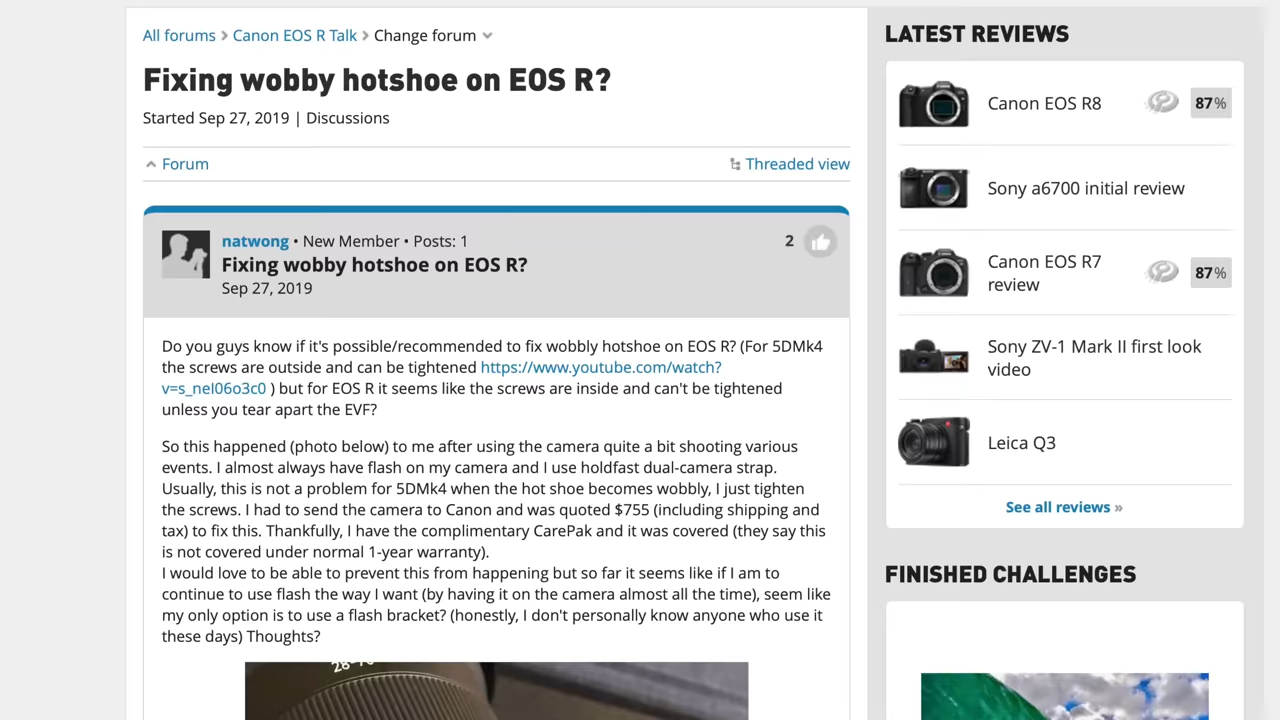 All forums > Canon EOS R Talk > Change forum
Fixing wobby hotshoe on EOS R?
Started Sep 27, 2019 | Discussions
Forum
Threaded view
natwong • New Member • Posts: 1
2
Fixing wobby hotshoe on EOS R?
Sep 27, 2019
Do you guys know if it's possible/recommended to fix wobbly hotshoe on EOS R? (For 5DMk4
the screws are outside and can be tightened https://www.youtube.com/watch?
v=s_neI06o3c0 ) but for EOS R it seems like the screws are inside and can't be tightened
unless you tear apart the EVF?
So this happened (photo below) to me after using the camera quite a bit shooting various
events. I almost always have flash on my camera and I use holdfast dual-camera strap.
Usually, this is not a problem for 5DMk4 when the hot shoe becomes wobbly, I just tighten
the screws. I had to send the camera to Canon and was quoted $755 (including shipping and
tax) to fix this. Thankfully, I have the complimentary CarePak and it was covered (they say this
is not covered under normal 1-year warranty).
I would love to be able to prevent this from happening but so far it seems like if I am to
continue to use flash the way I want (by having it on the camera almost all the time), seem like
my only option is to use a flash bracket? (honestly, I don't personally know anyone who use it
these days) Thoughts?
LATEST REVIEWS
Canon EOS R8
87%
Sony a6700 initial review
Canon EOS R7
review
87%
Sony ZV-1 Mark II first look
video
Leica Q3
See all reviews »
FINISHED CHALLENGES